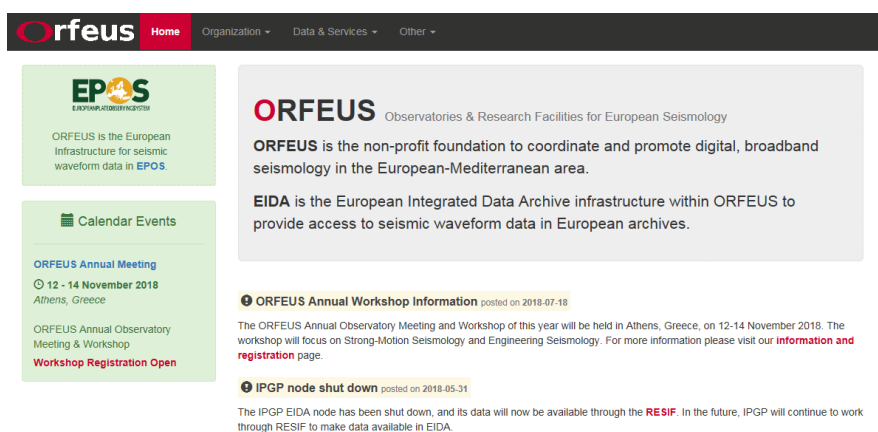 Orfeus
Home Organization Data & Services Other
EPOS
EUROPEAN PLATE OBSERVING SYSTEM
ORFEUS is the European
Infrastructure for seismic
waveform data in EPOS.
Calendar Events
ORFEUS Annual Meeting
12 - 14 November 2018
Athens, Greece
ORFEUS Annual Observatory
Meeting & Workshop
Workshop Registration Open
ORFEUS Observatories & Research Facilities for European Seismology
ORFEUS is the non-profit foundation to coordinate and promote digital, broadband
seismology in the European-Mediterranean area.
EIDA is the European Integrated Data Archive infrastructure within ORFEUS to
provide access to seismic waveform data in European archives.
ORFEUS Annual Workshop Information posted on 2018-07-18
The ORFEUS Annual Observatory Meeting and Workshop of this year will be held in Athens, Greece, on 12-14 November 2018. The
workshop will focus on Strong-Motion Seismology and Engineering Seismology. For more information please visit our information and
registration page.
IPGP node shut down posted on 2018-05-31
The IPGP EIDA node has been shut down, and its data will now be available through the RESIF. In the future, IPGP will continue to work
through RESIF to make data available in EIDA.